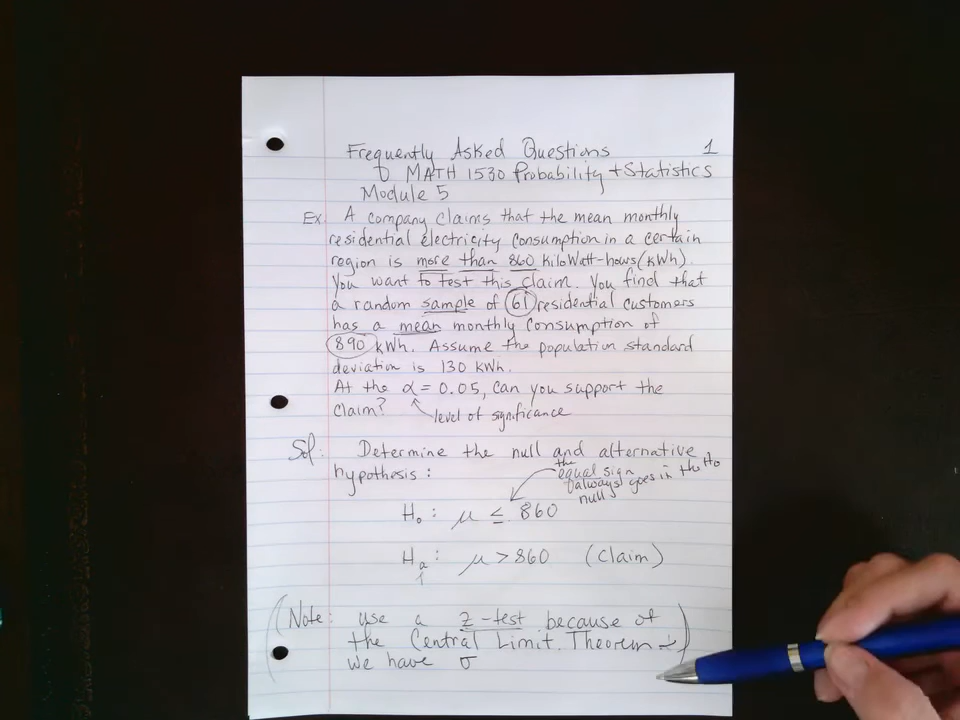 Frequently Asked Questions 1
MATH 1530 Probability + Statistics
Module 5
Ex. A company claims that the mean monthly
residential electricity consumption in a certain
region is more than 860 kiloWatt-hours (kWh).
You want to test this claim. You find that
a random sample of 61 residential customers
has a mean monthly consumption of
890 kWh. Assume the population standard
deviation is 130 kWh.
At the α = 0.05, can you support the
claim?
level of significance
Sol: Determine the null and alternative
hypothesis:
the
equal sign
always goes in the Ho
null
Ho: μ ≤ 860
Ha: μ > 860 (Claim)
(Note: use a z-test because of
the Central Limit Theorem
we have σ